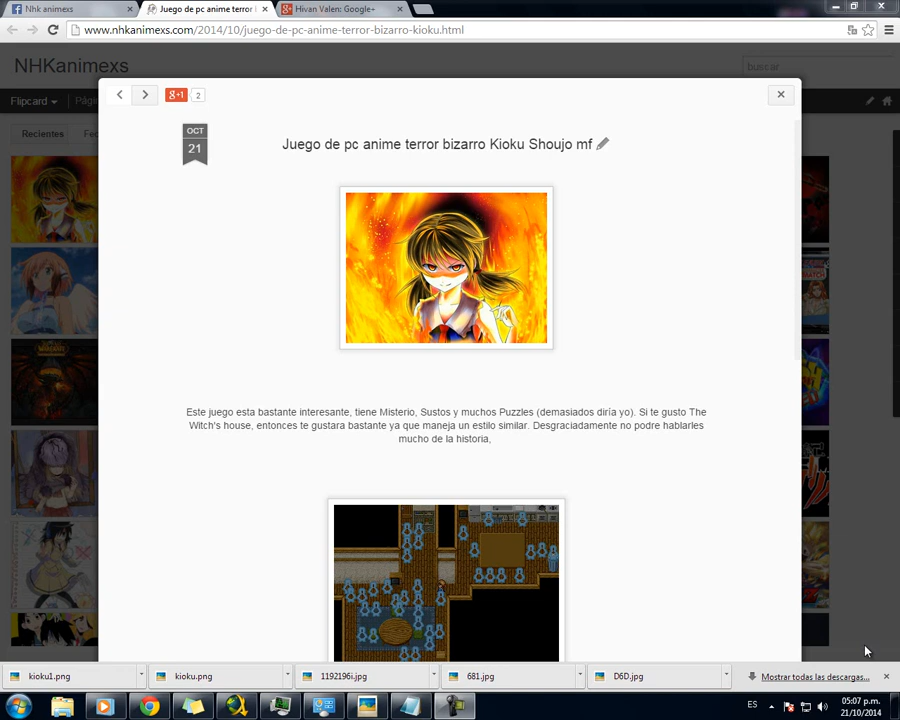 Nhk animexs
Juego de pc anime terror l
Hivan Valen: Google+
www.nhkanimexs.com/2014/10/juego-de-pc-anime-terror-bizarro-kioku.html
NHKanimexs
buscar
Flipcard
Pági
g+1
2
Recientes
Fec
OCT
21
Juego de pc anime terror bizarro Kioku Shoujo mf
Este juego esta bastante interesante, tiene Misterio, Sustos y muchos Puzzles (demasiados diría yo). Si te gusto The
Witch's house, entonces te gustara bastante ya que maneja un estilo similar. Desgraciadamente no podre hablarles
mucho de la historia,
kioku1.png
kioku.png
1192196i.jpg
681.jpg
D6D.jpg
Mostrar todas las descargas...
ES
05:07 p.m.
21/10/2014